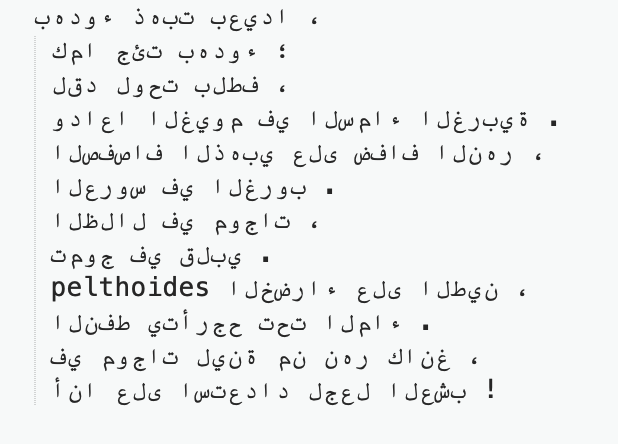 بهدوء ذهبت بعيدا ،
كما جئت بهدوء ؛
لقد لوحت بلطف ،
وداعا الغيوم في السماء الغربية .
الصفصاف الذهبي على ضفاف النهر ،
العروس في الغروب .
الظلال في موجات ،
تموج في قلبي .
pelthoides الخضراء على الطين ،
النفط يتأرجح تحت الماء .
في موجات لينة من نهر كانغ ،
أنا على استعداد لجعل العشب !